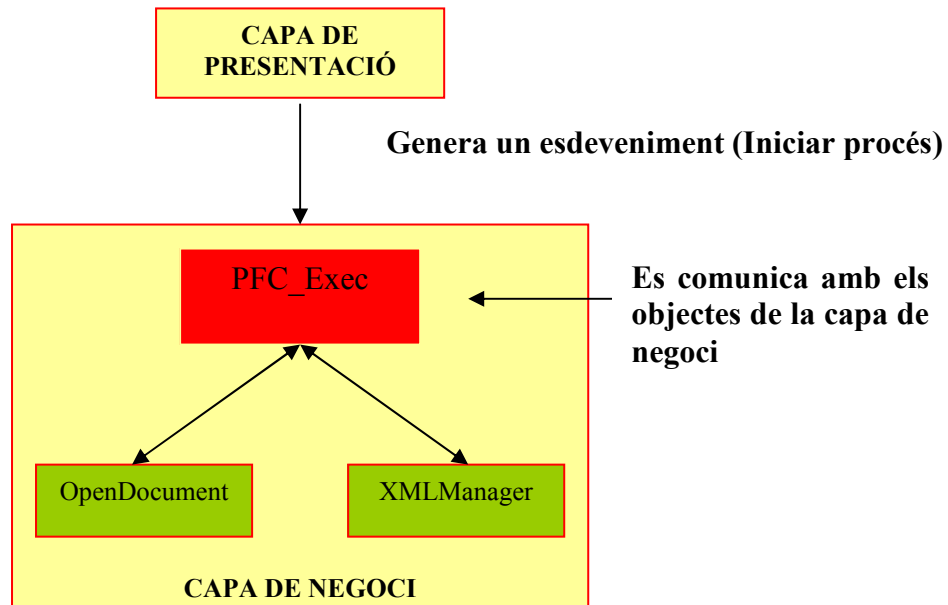 CAPA DE
PRESENTACIÓ
Genera un esdeveniment (Iniciar procés)
PFC_Exec
Es comunica amb els
objectes de la capa de
negoci
OpenDocument
XMLManager
CAPA DE NEGOCI